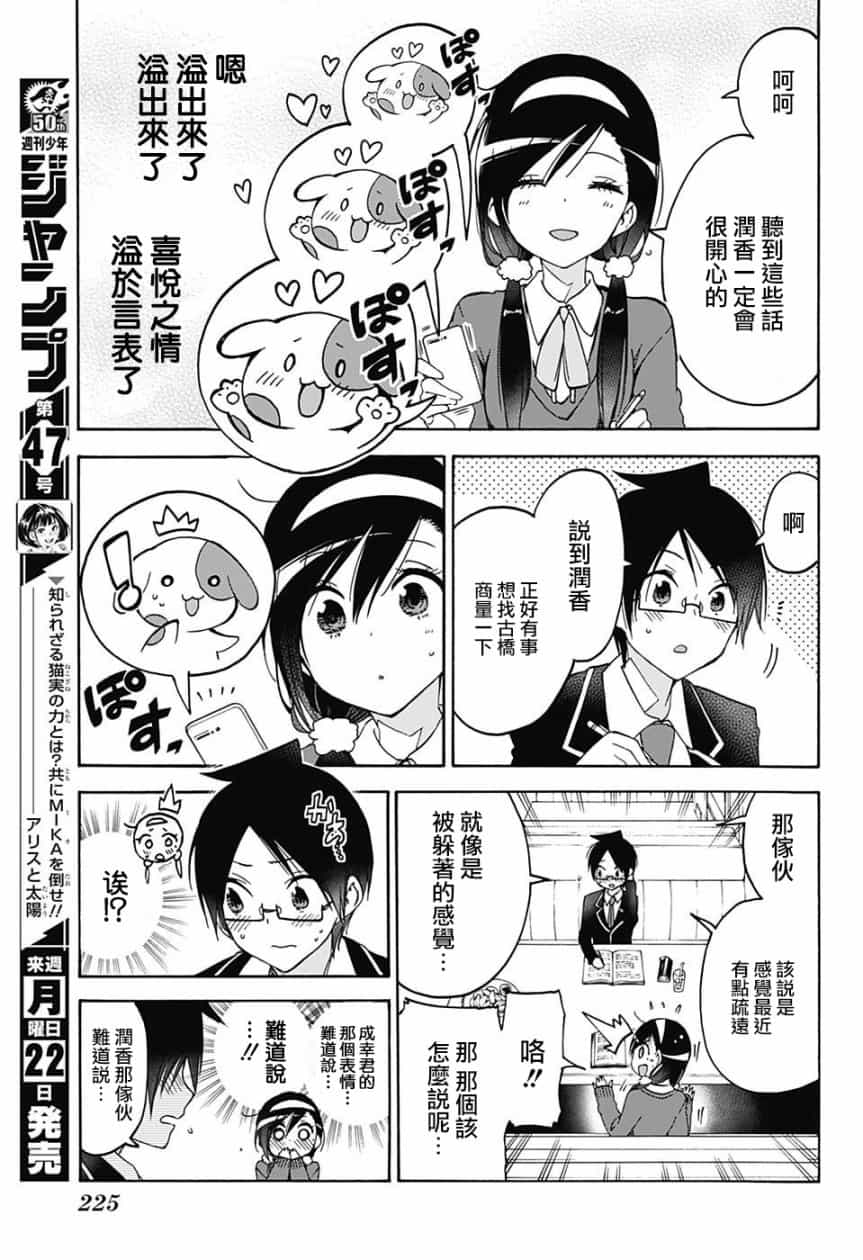 呵呵
聽到這些話
潤香一定會
很開心的
ぽすっ
ぽすっ
ぽすっ
嗯
溢出來了
溢出來了
喜悅之情
溢於言表了
啊
説到潤香
正好有事
想找古橋
商量一下
ぽすっ
那傢伙
該說是
感覺最近
有點疏遠
就像是
被躲著的感覺…
咯!!
那 那個該
怎麼說呢…
诶!?
成幸君的
那個表情…
難道說…
難道說
…!!
潤香那傢伙
難道說…
50th
週刊少年
ジャンプ
第
47
号
▼知られざる猫実の力とは?共にMIKAを倒せ!!
――アリスと太陽
来週
月
曜日
22
日
発売
225